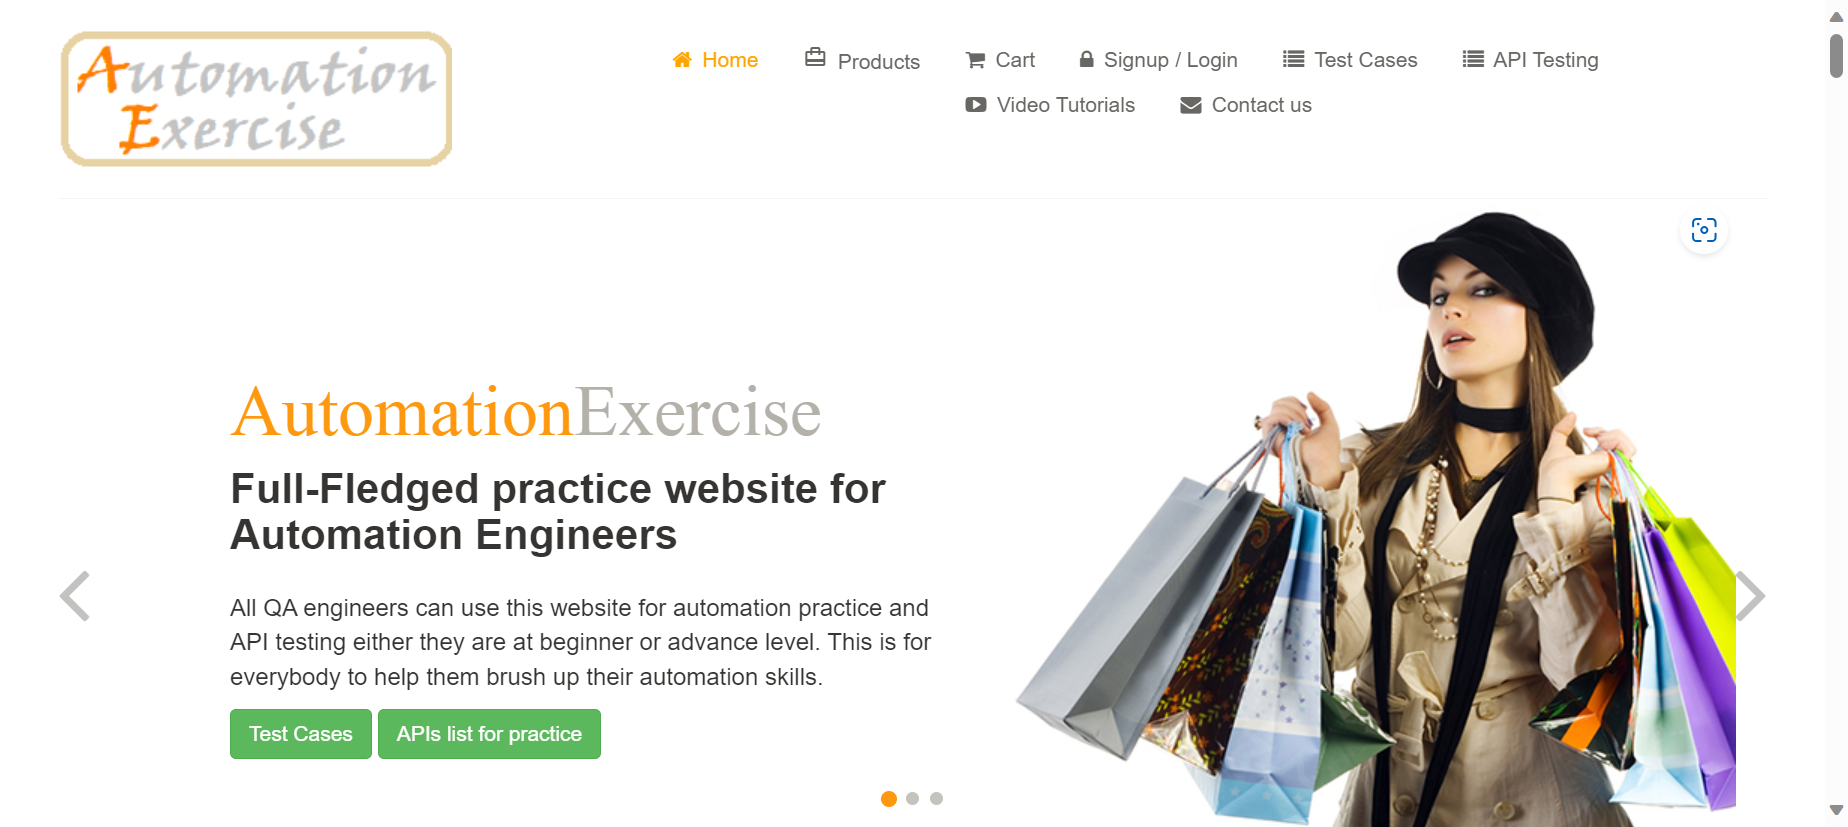 Automation
Exercise
Home
Products
Cart
Signup / Login
Test Cases
API Testing
Video Tutorials
Contact us
AutomationExercise
Full-Fledged practice website for
Automation Engineers
All QA engineers can use this website for automation practice and
API testing either they are at beginner or advance level. This is for
everybody to help them brush up their automation skills.
Test Cases
APIs list for practice